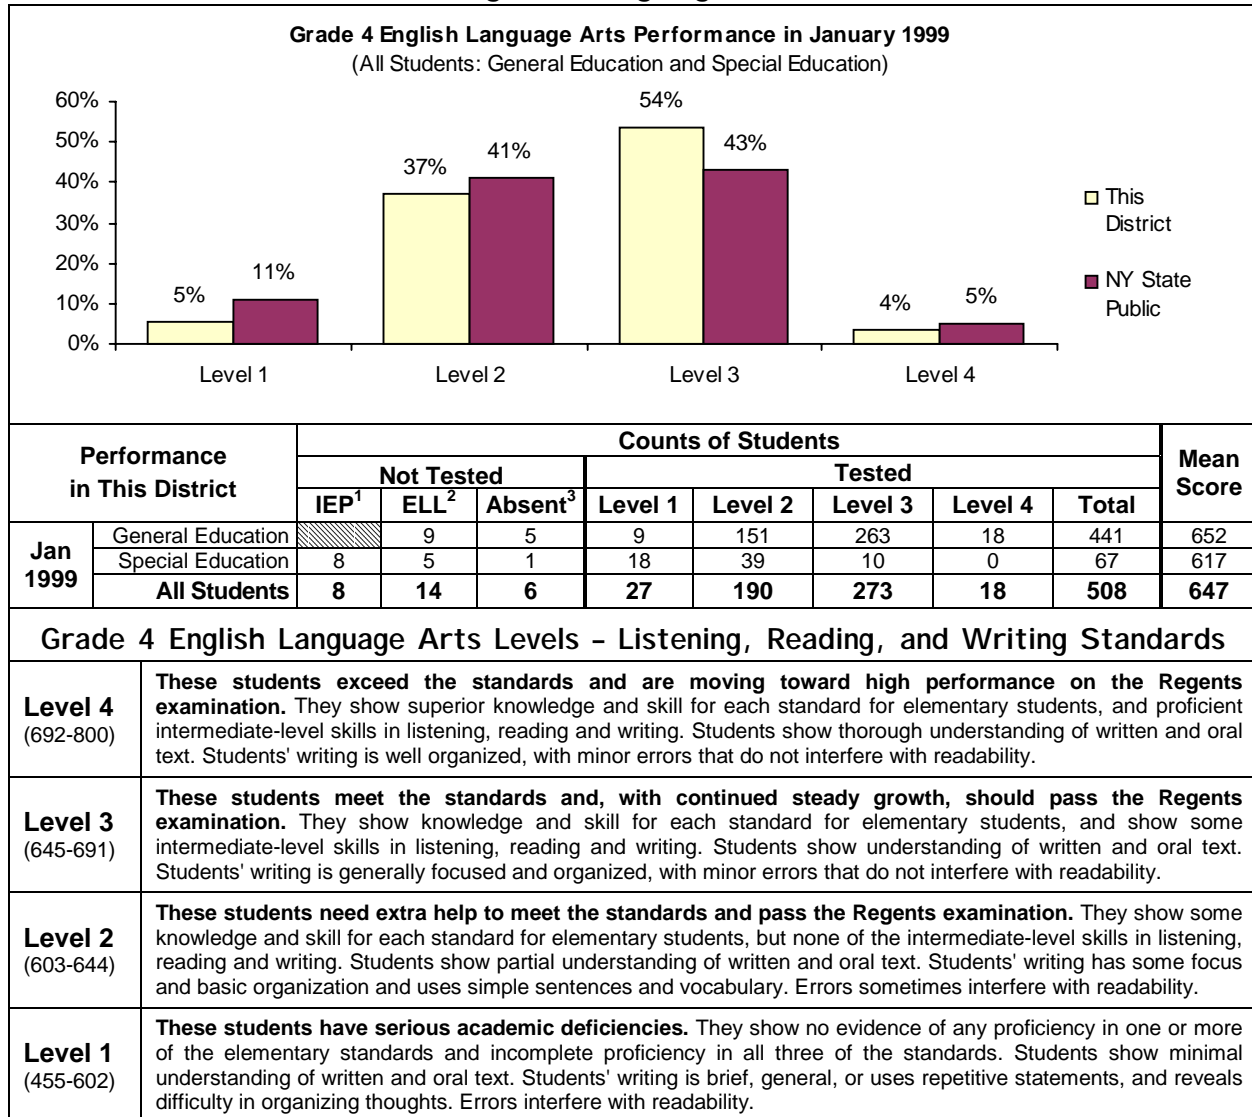 Grade 4 English Language Arts Performance in January 1999
(All Students: General Education and Special Education)
60%
50%
40%
30%
20%
10%
0%
5%
11%
37%
41%
54%
43%
4%
5%
Level 1
Level 2
Level 3
Level 4
This
District
NY State
Public
Performance
in This District
Counts of Students
Mean
Score
Not Tested
Tested
IEP1 ELL2 Absent3 Level 1 Level 2 Level 3 Level 4 Total
Jan
1999
General Education 9 5 9 151 263 18 441 652
Special Education 8 5 1 18 39 10 0 67 617
All Students 8 14 6 27 190 273 18 508 647
Grade 4 English Language Arts Levels – Listening, Reading, and Writing Standards
Level 4
(692-800)
These students exceed the standards and are moving toward high performance on the Regents
examination. They show superior knowledge and skill for each standard for elementary students, and proficient
intermediate-level skills in listening, reading and writing. Students show thorough understanding of written and oral
text. Students' writing is well organized, with minor errors that do not interfere with readability.
Level 3
(645-691)
These students meet the standards and, with continued steady growth, should pass the Regents
examination. They show knowledge and skill for each standard for elementary students, and show some
intermediate-level skills in listening, reading and writing. Students show understanding of written and oral text.
Students' writing is generally focused and organized, with minor errors that do not interfere with readability.
Level 2
(603-644)
These students need extra help to meet the standards and pass the Regents examination. They show some
knowledge and skill for each standard for elementary students, but none of the intermediate-level skills in listening,
reading and writing. Students show partial understanding of written and oral text. Students' writing has some focus
and basic organization and uses simple sentences and vocabulary. Errors sometimes interfere with readability.
Level 1
(455-602)
These students have serious academic deficiencies. They show no evidence of any proficiency in one or more
of the elementary standards and incomplete proficiency in all three of the standards. Students show minimal
understanding of written and oral text. Students' writing is brief, general, or uses repetitive statements, and reveals
difficulty in organizing thoughts. Errors interfere with readability.